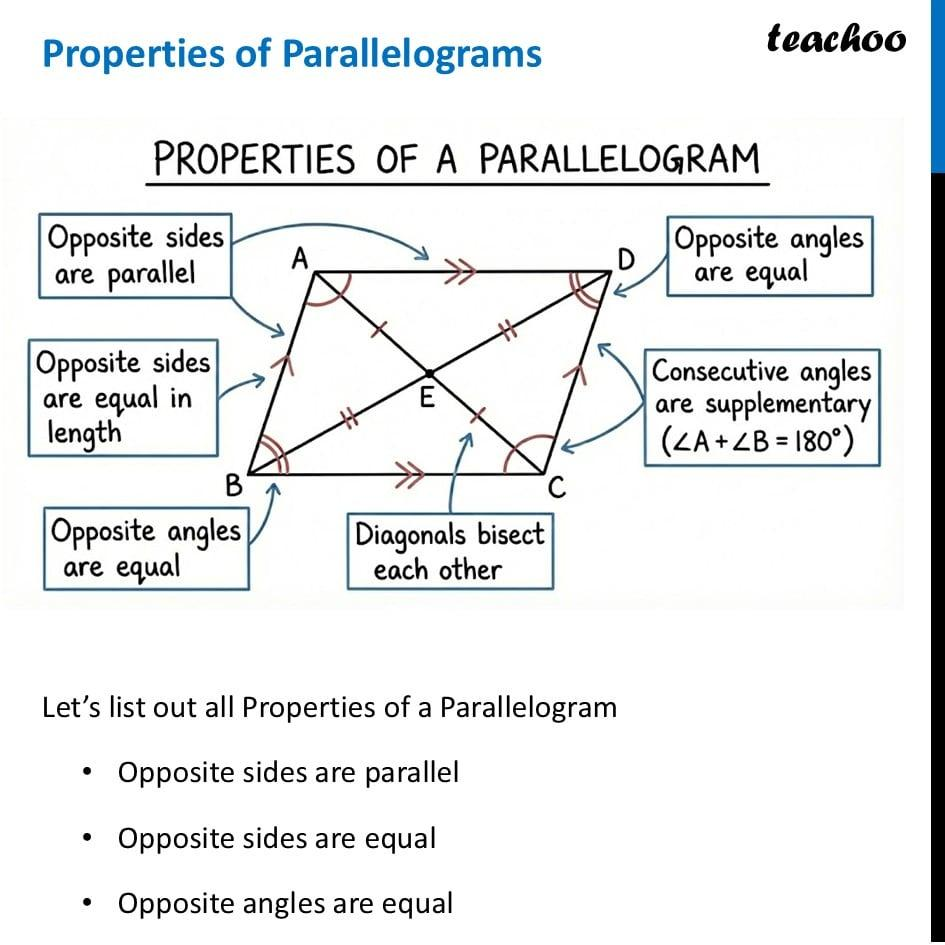 Properties of Parallelograms
teachoo
PROPERTIES OF A PARALLELOGRAM
Opposite sides
are parallel
A
D
Opposite angles
are equal
Opposite sides
are equal in
length
E
Consecutive angles
are supplementary
(∠A + ∠B = 180°)
B
C
Opposite angles
are equal
Diagonals bisect
each other
Let’s list out all Properties of a Parallelogram
• Opposite sides are parallel
• Opposite sides are equal
• Opposite angles are equal